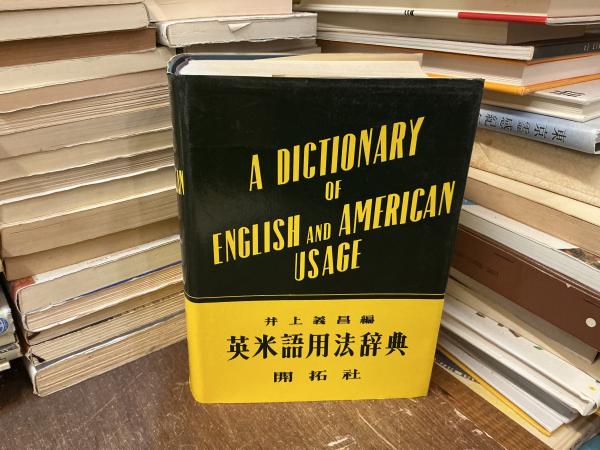 A DICTIONARY
OF
ENGLISH AND AMERICAN
USAGE
井上義昌編
英米語用法辞典
開拓社